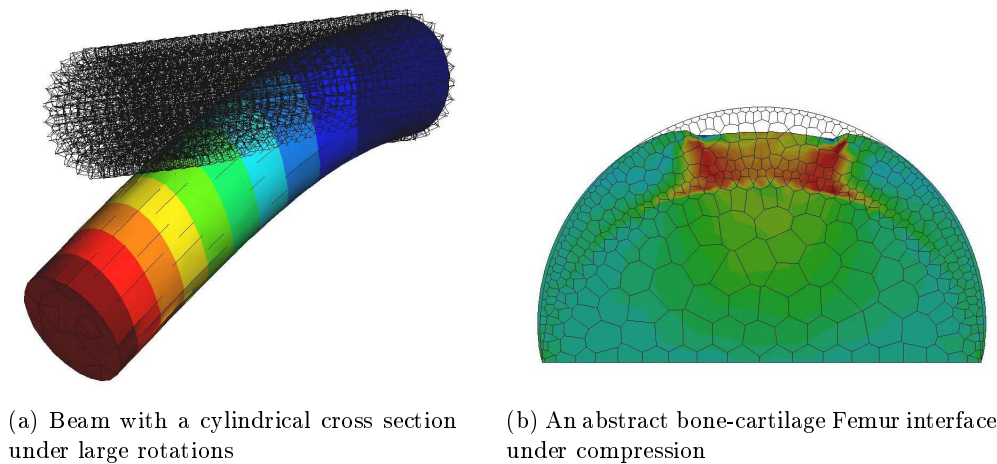 (a) Beam with a cylindrical cross section
under large rotations
(b) An abstract bone-cartilage Femur interface
under compression